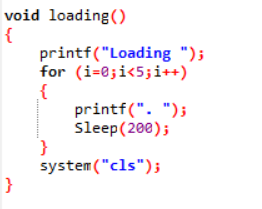 void loading()
{
    printf("Loading ");
    for (i=0;i<5;i++)
    {
        printf(". ");
        Sleep(200);
    }
    system("cls");
}